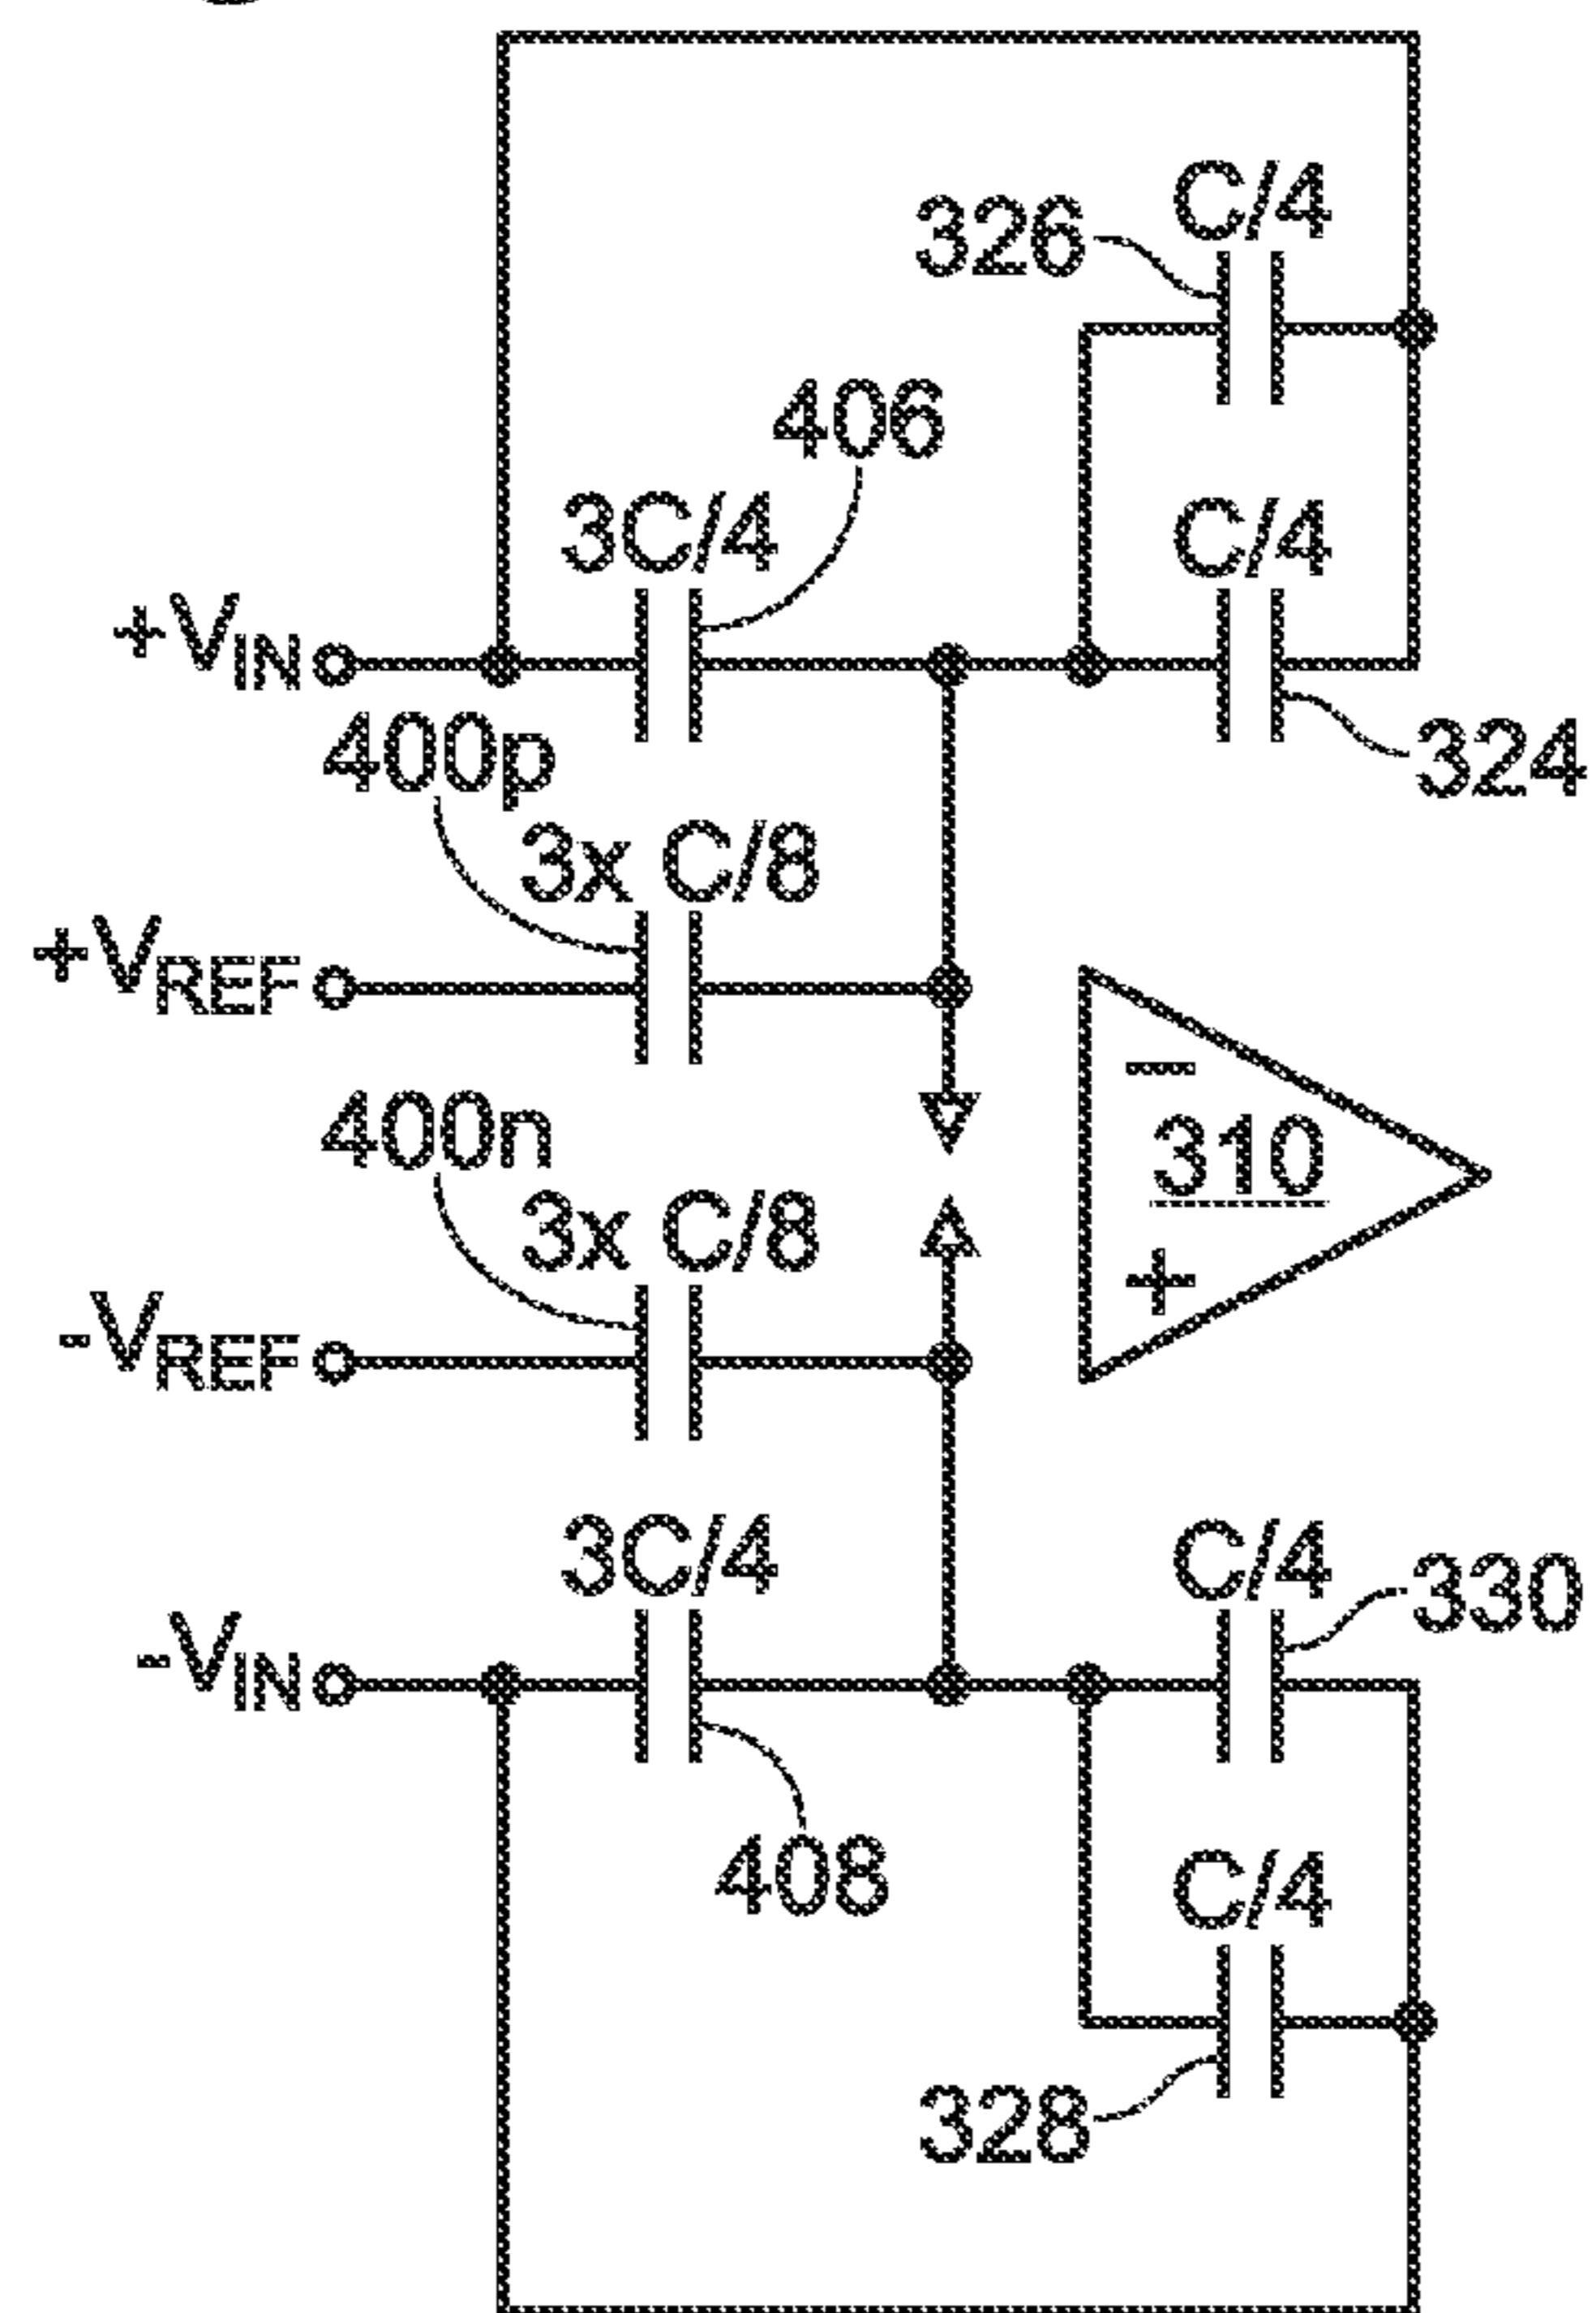 C/4
326
406
3C/4
C/4
+VIN
324
400p
3x C/8
+VREF
−
310
+
400n
3x C/8
-VREF
3C/4
C/4
330
-VIN
408
C/4
328